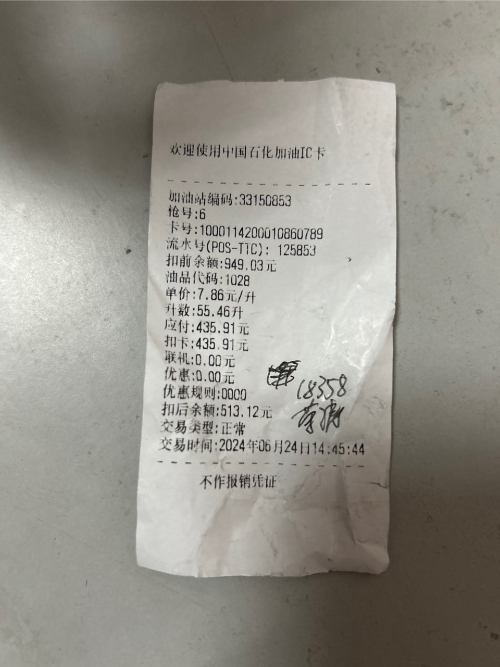 欢迎使用中国石化加油IC卡
加油站编码:33150853
枪号:6
卡号:1000114200010860789
流水号(POS-TTC): 125853
扣前余额:949.03元
油品代码:1028
单价:7.86元/升
升数:55.46升
应付:435.91元
扣卡:435.91元
联机:0.00元
优惠:0.00元
优惠规则:0000
18358
扣后余额:513.12元
交易类型:正常
交易时间:2024年06月24日14:45:44
不作报销凭证